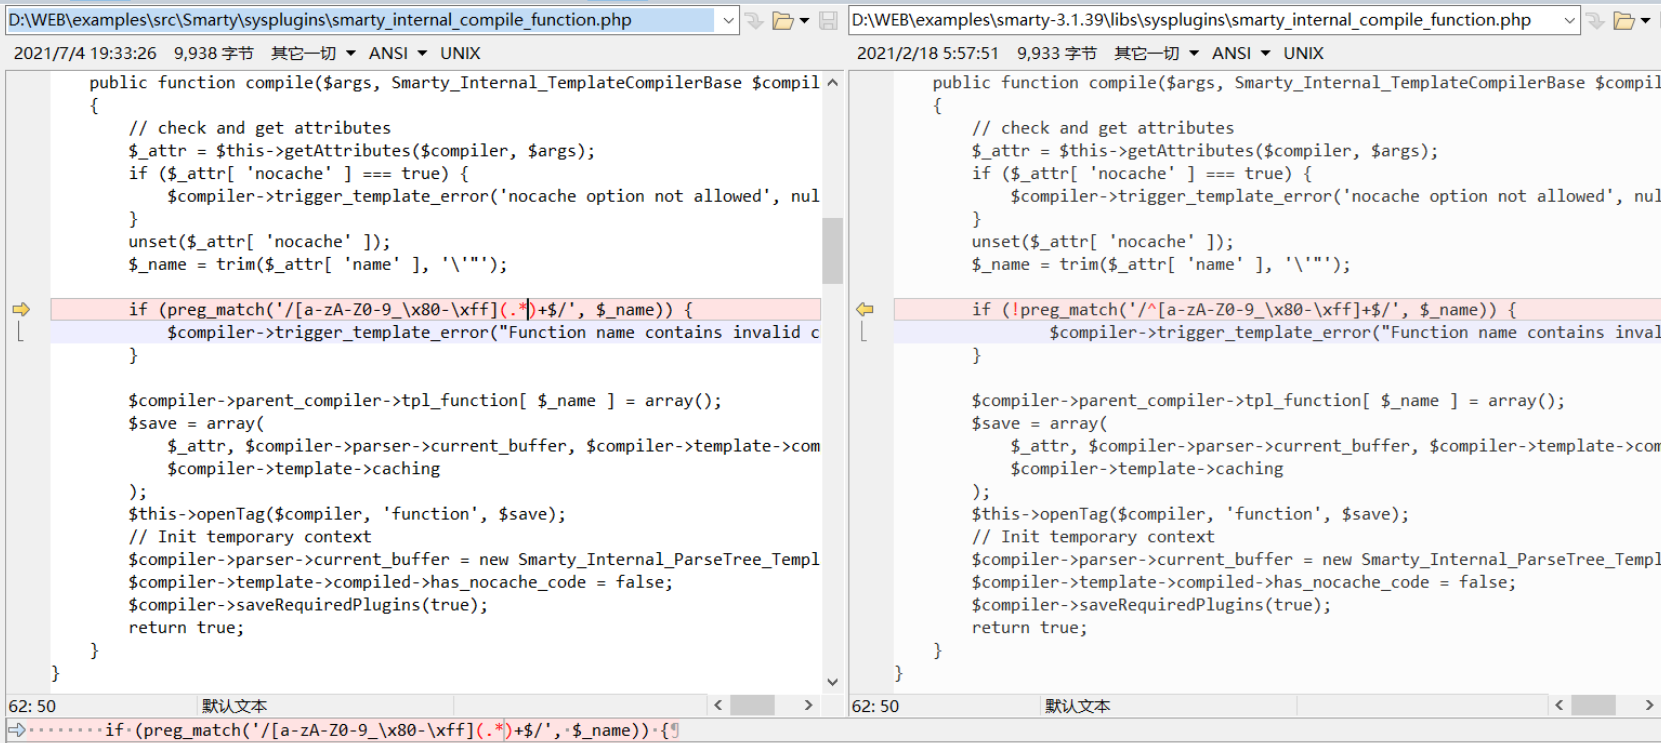 D:\WEB\examples\src\Smarty\sysplugins\smarty_internal_compile_function.php
2021/7/4 19:33:26 9,938 字节 其它一切 ANSI UNIX
public function compile($args, Smarty_Internal_TemplateCompilerBase $compil
{
// check and get attributes
$_attr = $this->getAttributes($compiler, $args);
if ($_attr[ 'nocache' ] === true) {
$compiler->trigger_template_error('nocache option not allowed', nul
}
unset($_attr[ 'nocache' ]);
$_name = trim($_attr[ 'name' ], '\'"');
if (preg_match('/[a-zA-Z0-9_\x80-\xff](.*)+$/', $_name)) {
$compiler->trigger_template_error("Function name contains invalid c
}
$compiler->parent_compiler->tpl_function[ $_name ] = array();
$save = array(
$_attr, $compiler->parser->current_buffer, $compiler->template->com
$compiler->template->caching
);
$this->openTag($compiler, 'function', $save);
// Init temporary context
$compiler->parser->current_buffer = new Smarty_Internal_ParseTree_Templ
$compiler->template->compiled->has_nocache_code = false;
$compiler->saveRequiredPlugins(true);
return true;
}
}
62: 50 默认文本
D:\WEB\examples\smarty-3.1.39\libs\sysplugins\smarty_internal_compile_function.php
2021/2/18 5:57:51 9,933 字节 其它一切 ANSI UNIX
public function compile($args, Smarty_Internal_TemplateCompilerBase $compil
{
// check and get attributes
$_attr = $this->getAttributes($compiler, $args);
if ($_attr[ 'nocache' ] === true) {
$compiler->trigger_template_error('nocache option not allowed', nul
}
unset($_attr[ 'nocache' ]);
$_name = trim($_attr[ 'name' ], '\'"');
if (!preg_match('/^[a-zA-Z0-9_\x80-\xff]+$/', $_name)) {
$compiler->trigger_template_error("Function name contains inval
}
$compiler->parent_compiler->tpl_function[ $_name ] = array();
$save = array(
$_attr, $compiler->parser->current_buffer, $compiler->template->com
$compiler->template->caching
);
$this->openTag($compiler, 'function', $save);
// Init temporary context
$compiler->parser->current_buffer = new Smarty_Internal_ParseTree_Templ
$compiler->template->compiled->has_nocache_code = false;
$compiler->saveRequiredPlugins(true);
return true;
}
}
62: 50 默认文本
········if·(preg_match('/[a-zA-Z0-9_\x80-\xff](.*)+$/',·$_name))·{¶